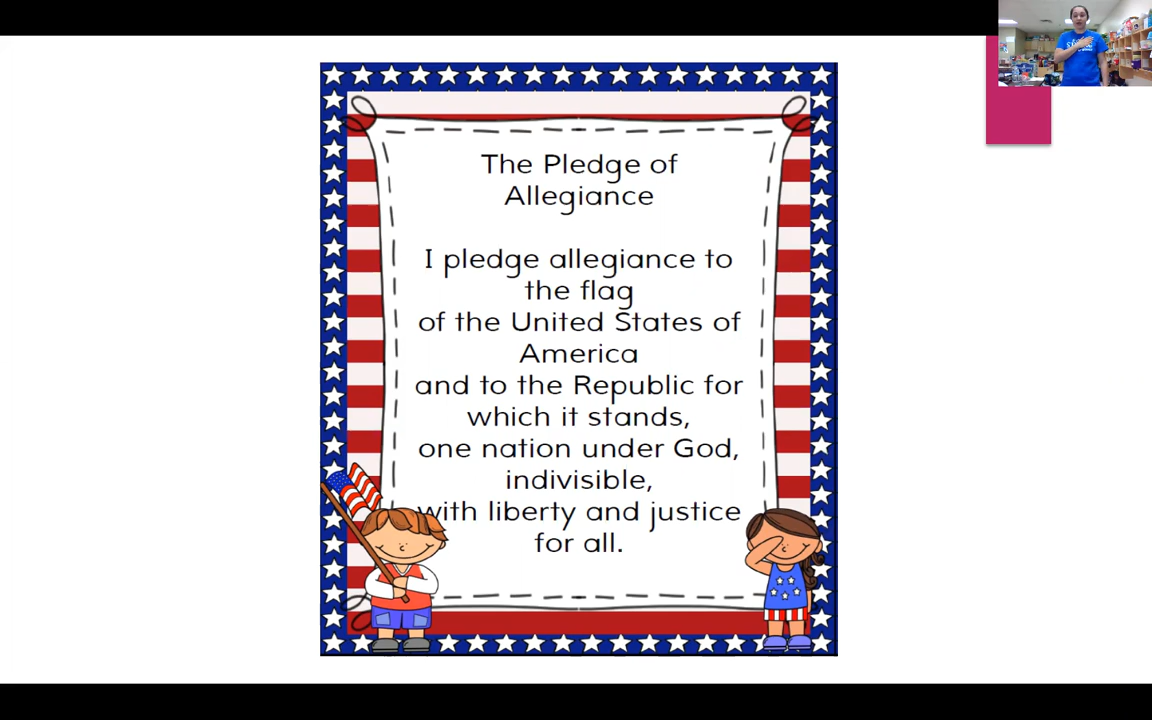 The Pledge of
Allegiance
I pledge allegiance to
the flag
of the United States of
America
and to the Republic for
which it stands,
one nation under God,
indivisible,
with liberty and justice
for all.